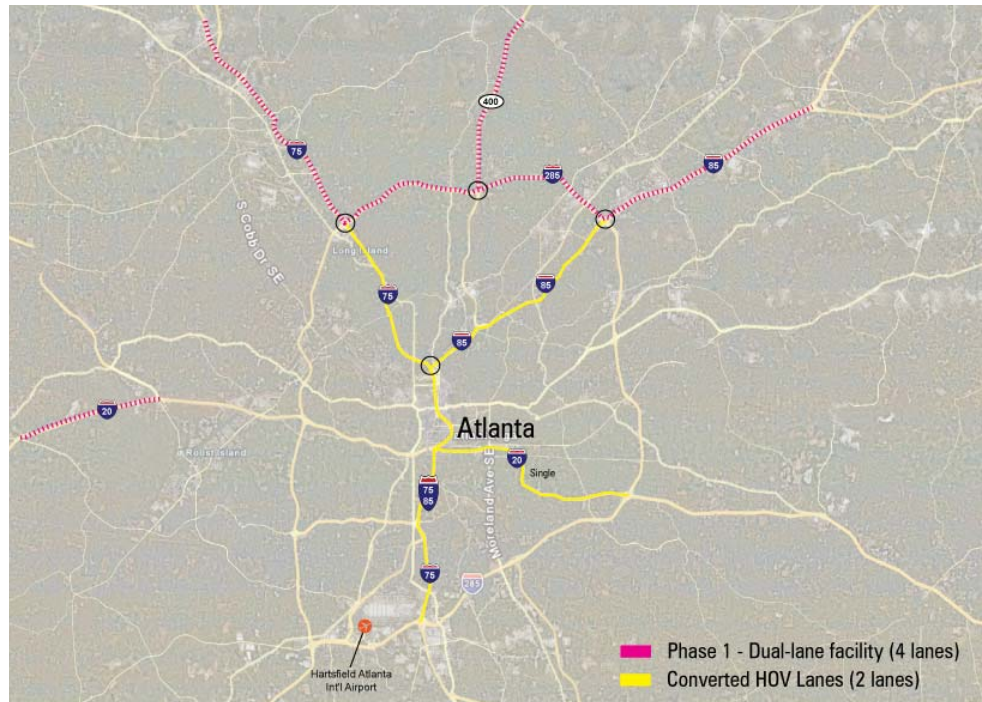 400
75
285
85
S Cobb Dr SE
Long Island
75
85
85
20
Atlanta
Robst Island
20
Single
75
85
Moreland Ave SE
75
285
Hartsfield Atlanta
Int'l Airport
Phase 1 - Dual-lane facility (4 lanes)
Converted HOV Lanes (2 lanes)